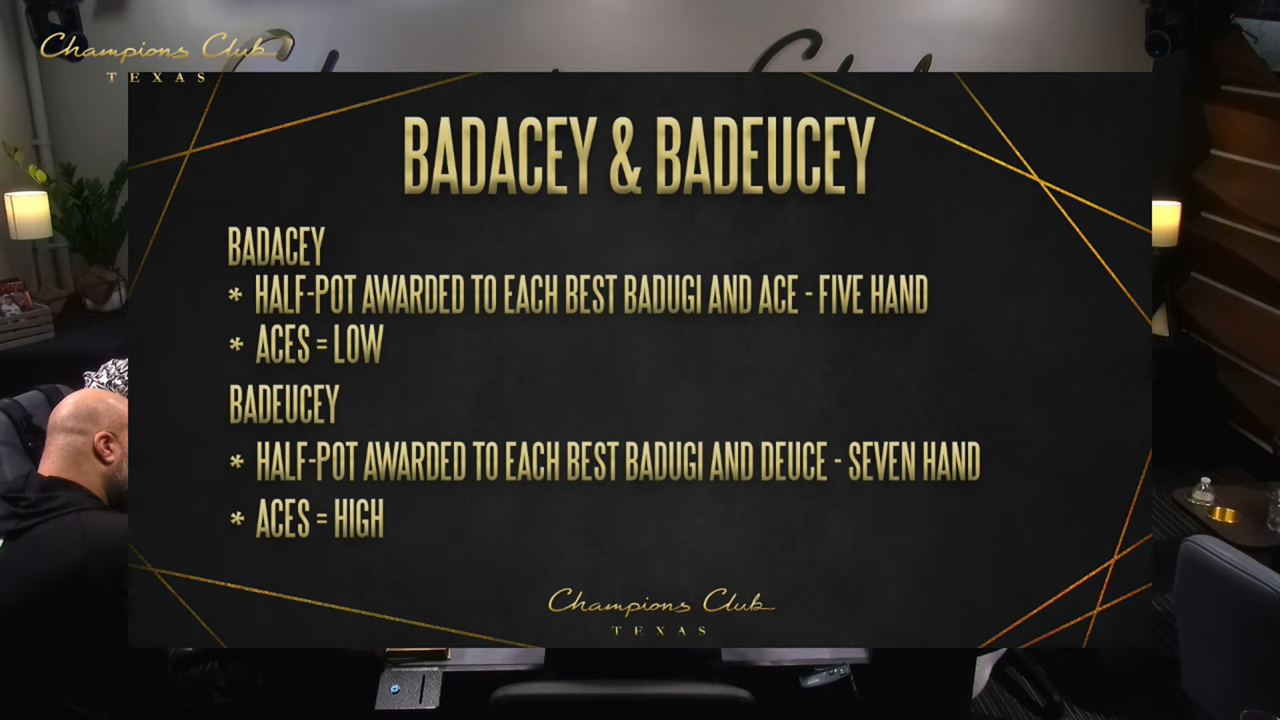 Champions Club
TEXAS
BADACEY & BADEUCEY
BADACEY
* HALF-POT AWARDED TO EACH BEST BADUGI AND ACE - FIVE HAND
* ACES = LOW
BADEUCEY
* HALF-POT AWARDED TO EACH BEST BADUGI AND DEUCE - SEVEN HAND
* ACES = HIGH
Champions Club
TEXAS